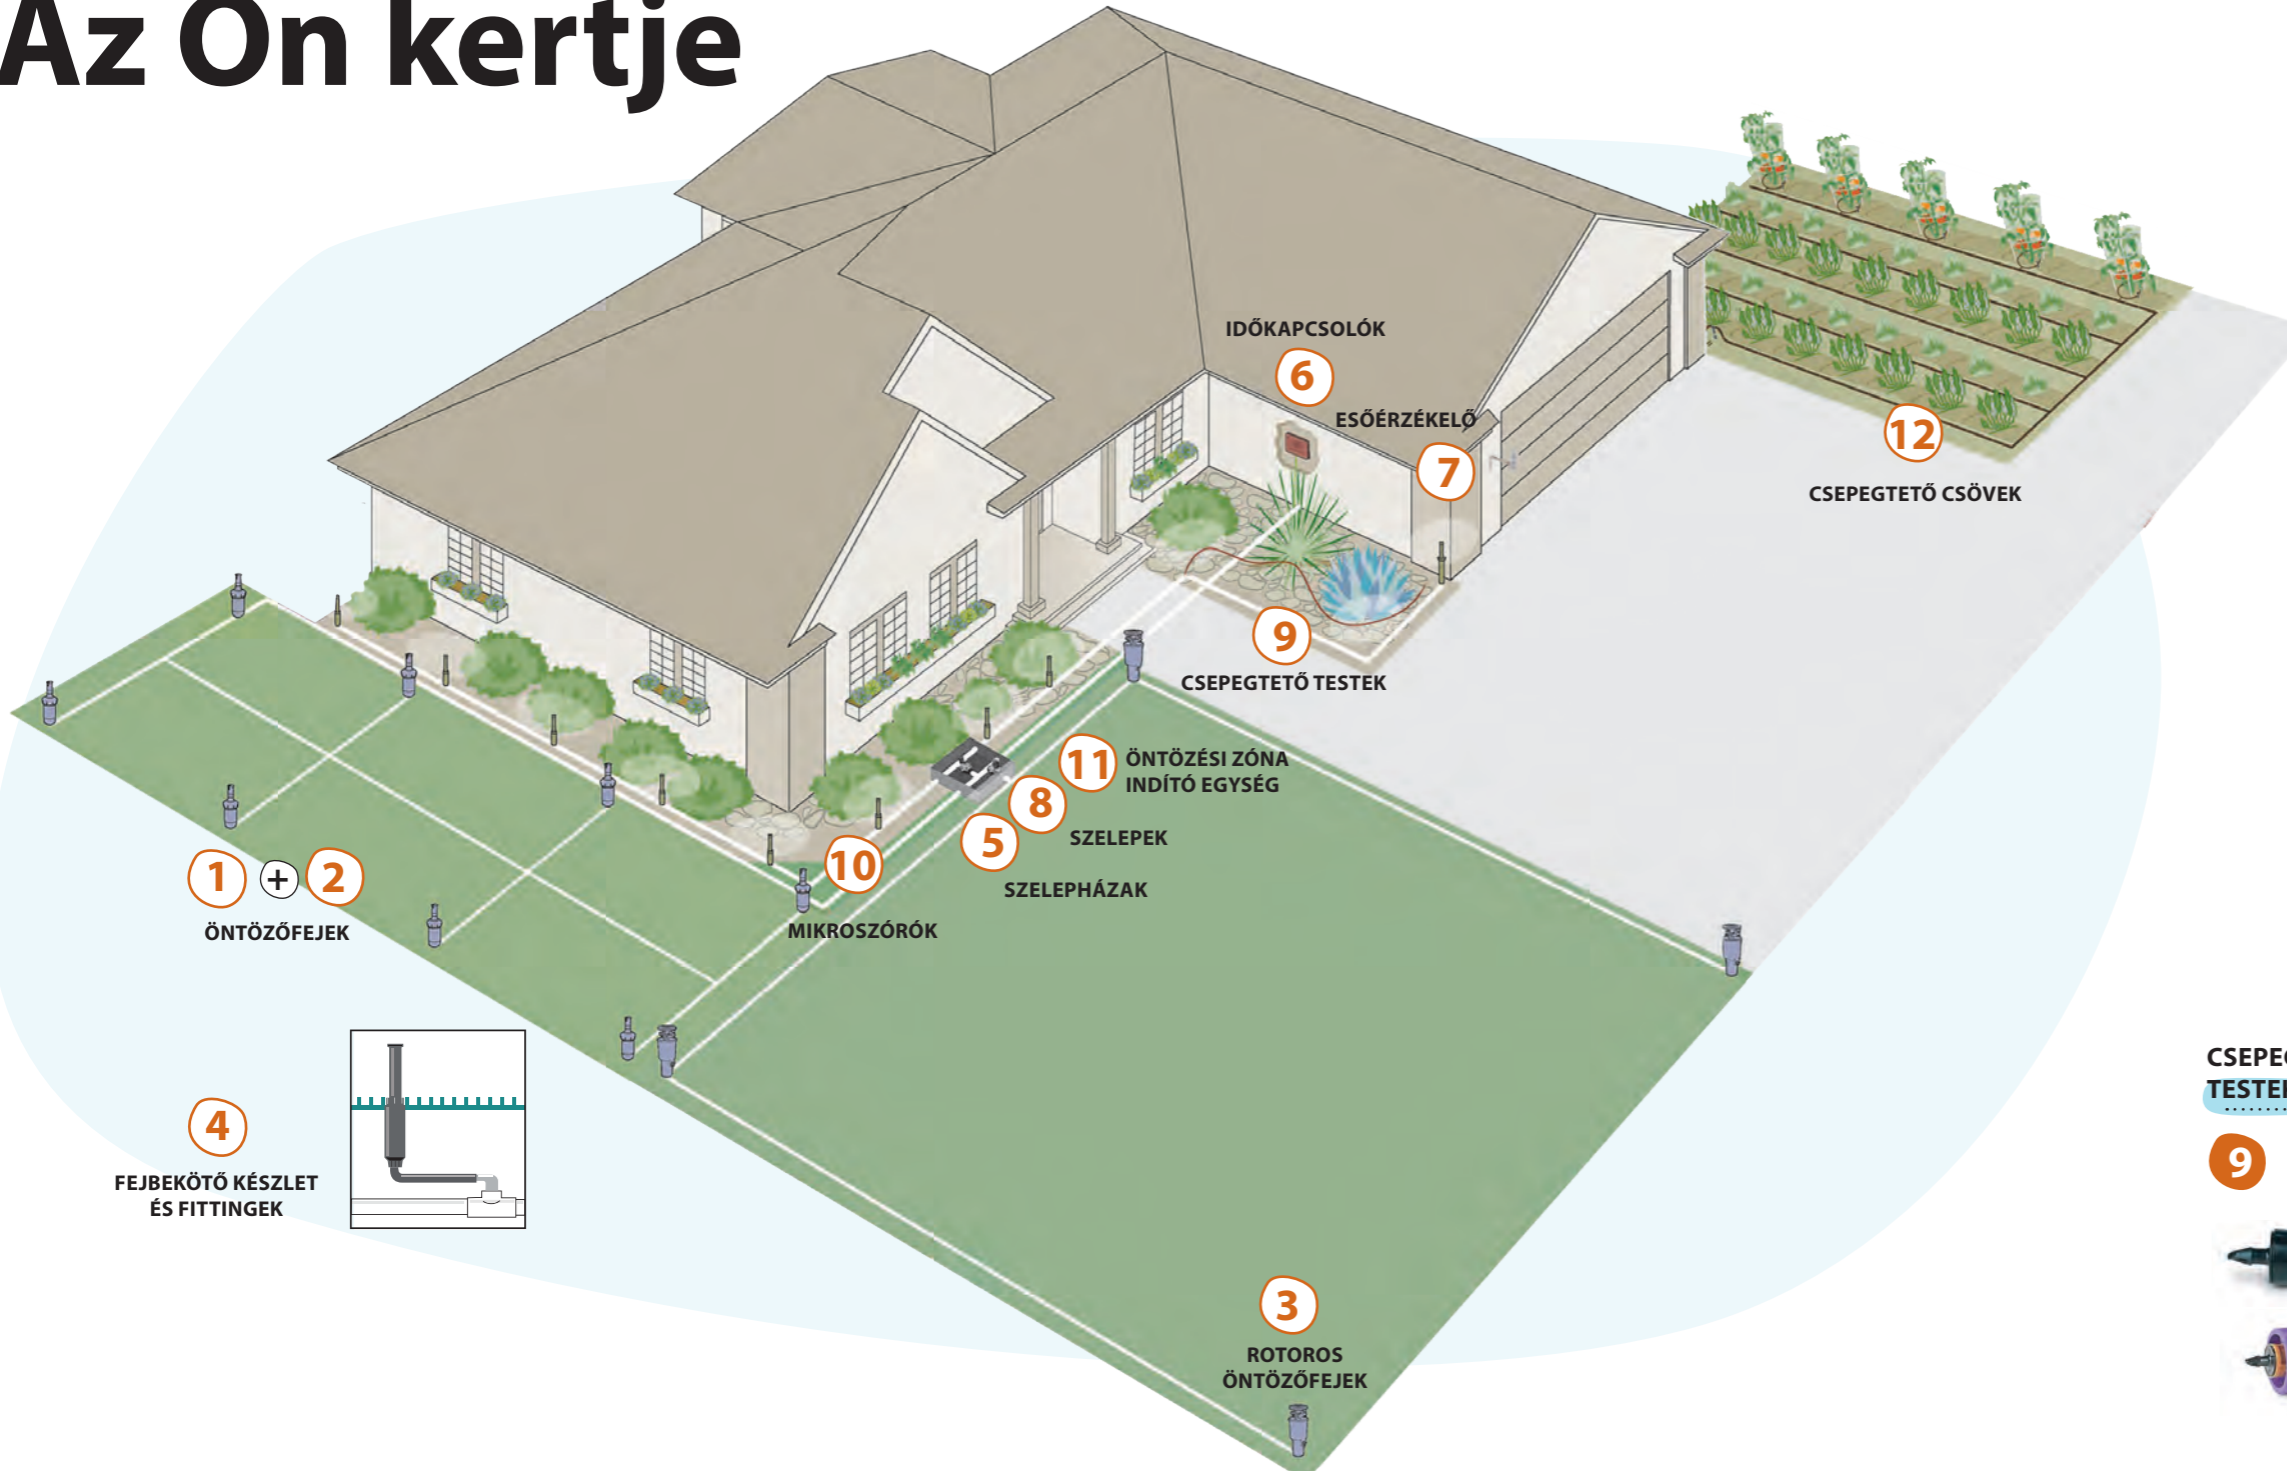 Az Ön kertje
IDŐKAPCSOLÓK
6
ESŐÉRZÉKELŐ
7
12
CSEPEGTETŐ CSÖVEK
9
CSEPEGTETŐ TESTEK
11
ÖNTÖZÉSI ZÓNA
INDÍTÓ EGYSÉG
8
SZELEPEK
5
SZELEPHÁZAK
10
MIKROSZÓRÓK
1 + 2
ÖNTÖZŐFEJEK
4
FEJBEKÖTŐ KÉSZLET
ÉS FITTINGEK
3
ROTOROS
ÖNTÖZŐFEJEK
9